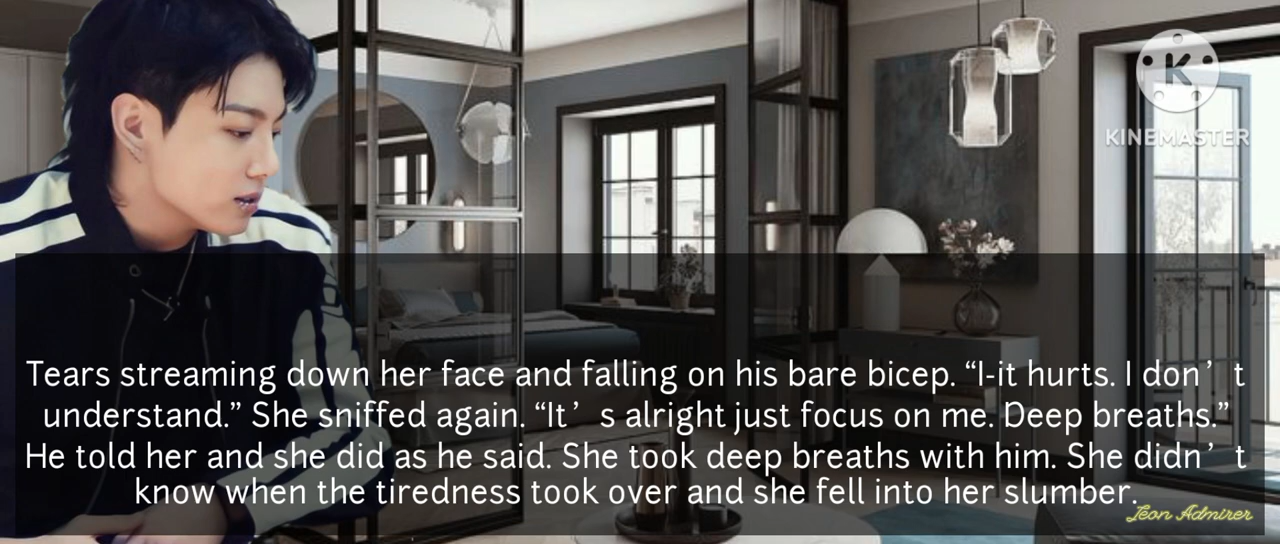 K
KINEMASTER
Tears streaming down her face and falling on his bare bicep. “I-it hurts. I don’t
understand.” She sniffed again. “It’s alright just focus on me. Deep breaths.”
He told her and she did as he said. She took deep breaths with him. She didn’t
know when the tiredness took over and she fell into her slumber.
Jeon Admirer